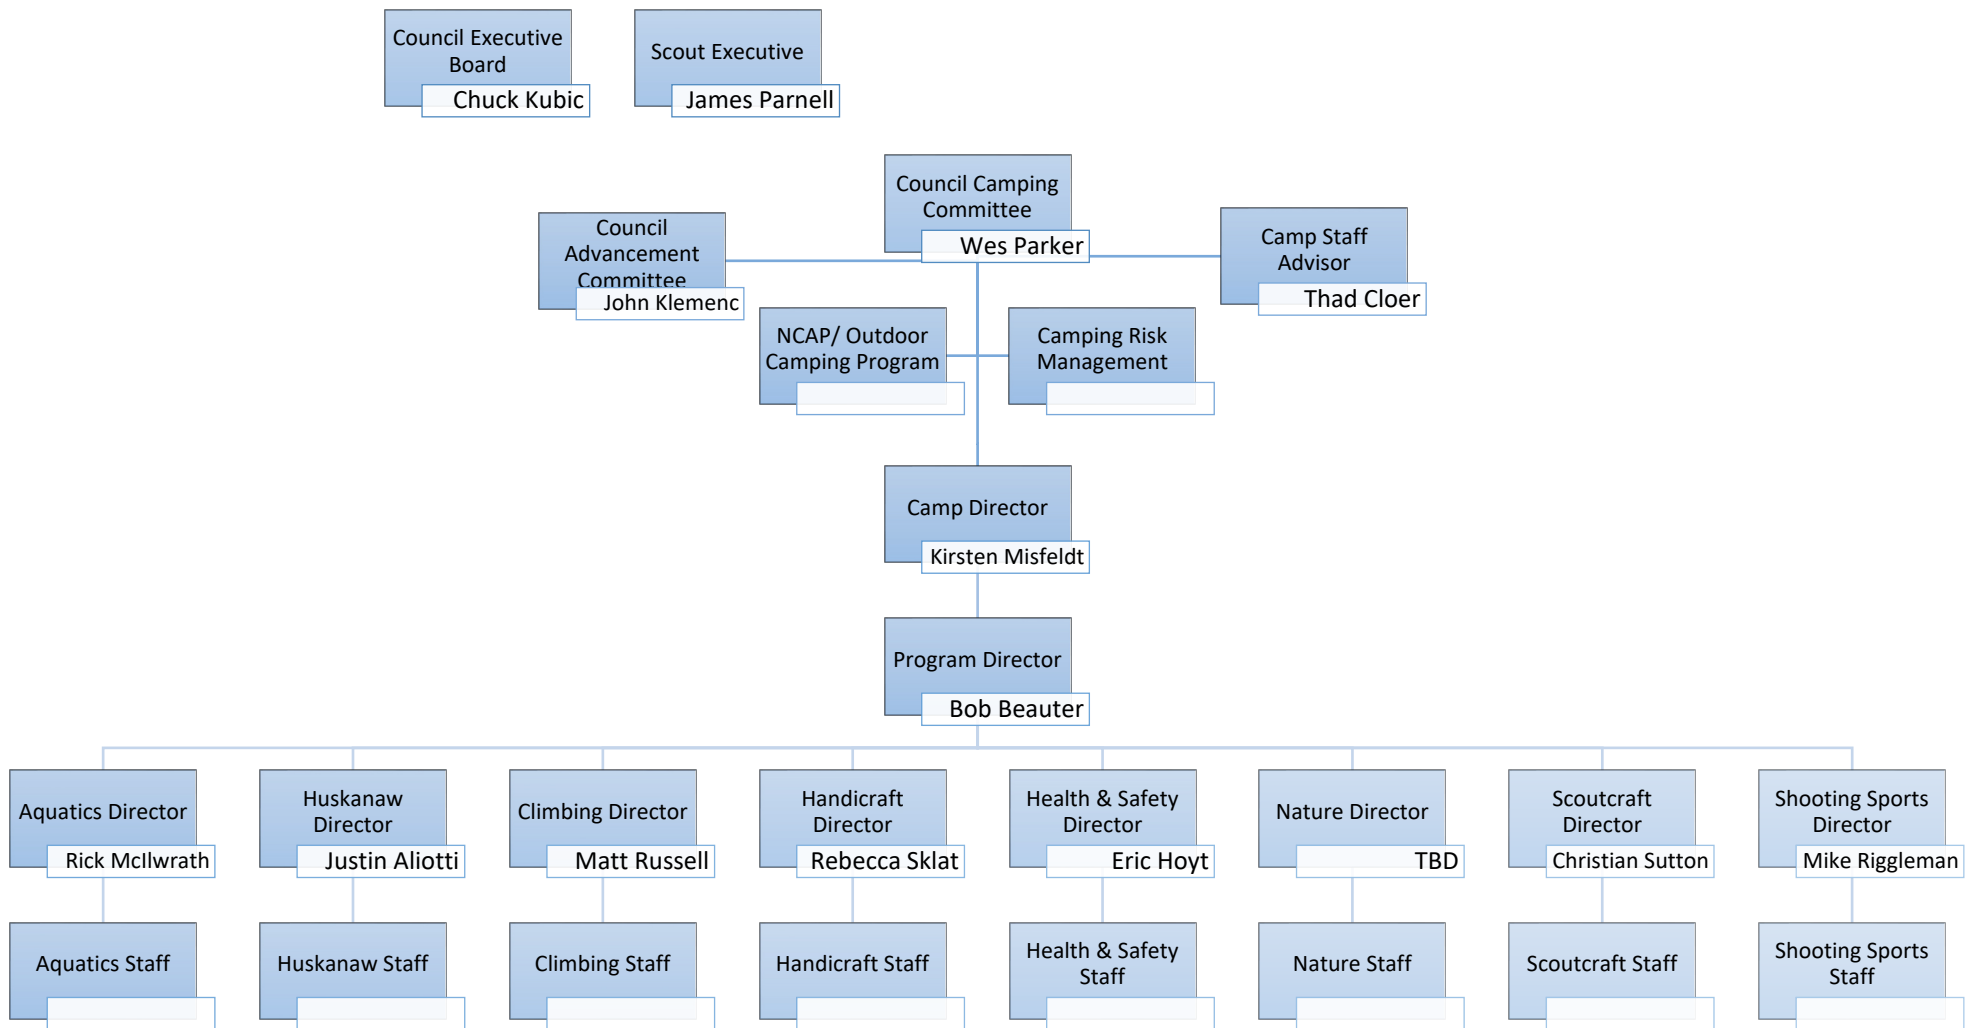 Council Executive
Board
Chuck Kubic
Scout Executive
James Parnell
Council Camping
Committee
Wes Parker
Council
Advancement
Committee
John Klemenc
Camp Staff
Advisor
Thad Cloer
NCAP/ Outdoor
Camping Program
Camping Risk
Management
Camp Director
Kirsten Misfeldt
Program Director
Bob Beauter
Aquatics Director
Rick McIlwrath
Huskanaw
Director
Justin Aliotti
Climbing Director
Matt Russell
Handicraft
Director
Rebecca Sklat
Health & Safety
Director
Eric Hoyt
Nature Director
TBD
Scoutcraft
Director
Christian Sutton
Shooting Sports
Director
Mike Riggleman
Aquatics Staff
Huskanaw Staff
Climbing Staff
Handicraft Staff
Health & Safety
Staff
Nature Staff
Scoutcraft Staff
Shooting Sports
Staff